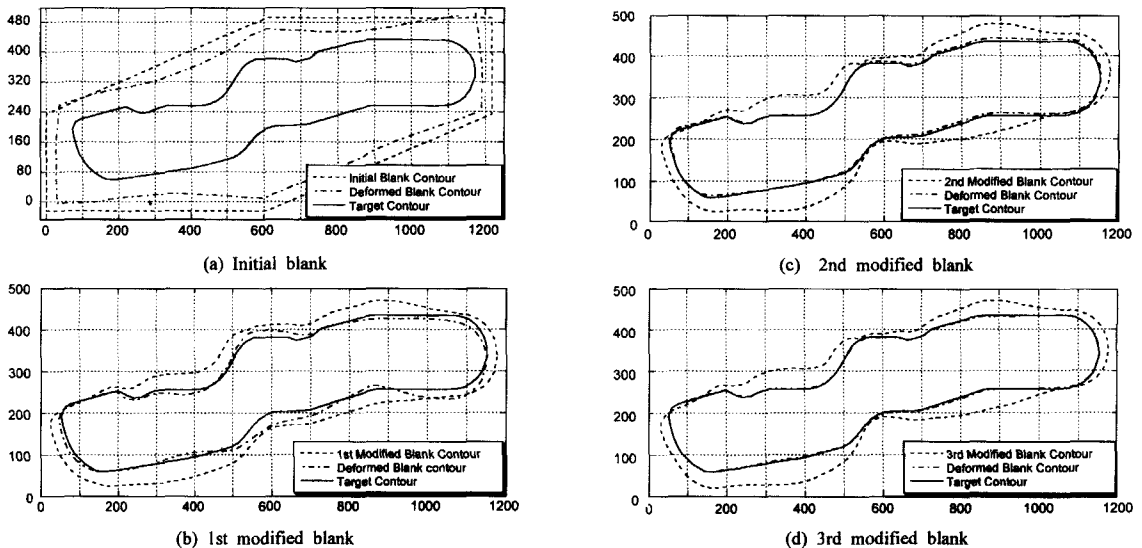 480
400
320
240
160
80
0
0 200 400 600 800 1000 1200
Initial Blank Contour
Deformed Blank Contour
Target Contour
(a) Initial blank
500
400
300
200
100
0
0 200 400 600 800 1000 1200
1st Modified Blank Contour
Deformed Blank contour
Target Contour
(b) 1st modified blank
500
400
300
200
100
0
0 200 400 600 800 1000 1200
2nd Modified Blank Contour
Deformed Blank Contour
Target Contour
(c) 2nd modified blank
500
400
300
200
100
0
0 200 400 600 800 1000 1200
3rd Modified Blank Contour
Deformed Blank Contour
Target Contour
(d) 3rd modified blank